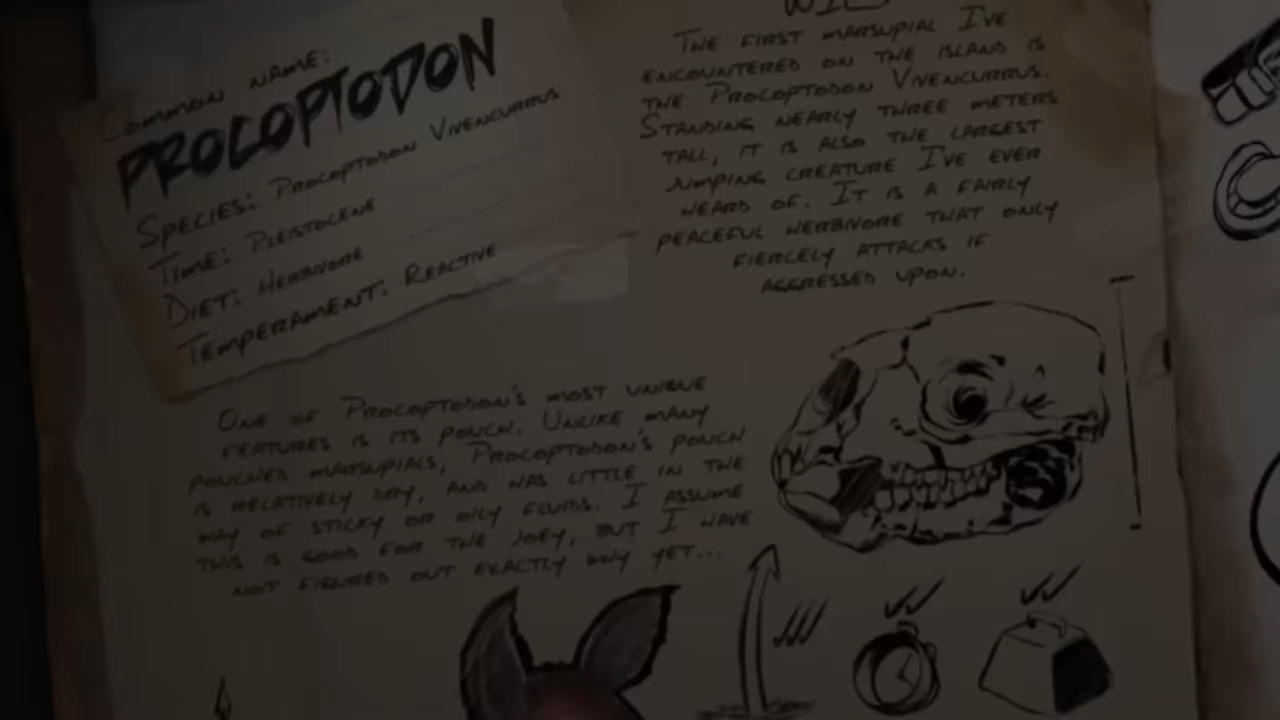 Common name:
PROCOPTODON
Species: Procoptodon Vivencurrus
Time: Pleistocene
Diet: Herbivore
Temperament: Reactive
WILD
The first marsupial I've
encountered on the island is
the Procoptodon Vivencurrus.
Standing nearly three meters
tall, it is also the largest
jumping creature I've ever
heard of. It is a fairly
peaceful herbivore that only
fiercely attacks if
aggressed upon.
One of Procoptodon's most unique
features is its pouch. Unlike many
pouched marsupials, Procoptodon's pouch
is relatively dry, and has little in the
way of sticky or oily fluids. I assume
this is good for the joey, but I have
not figured out exactly why yet...